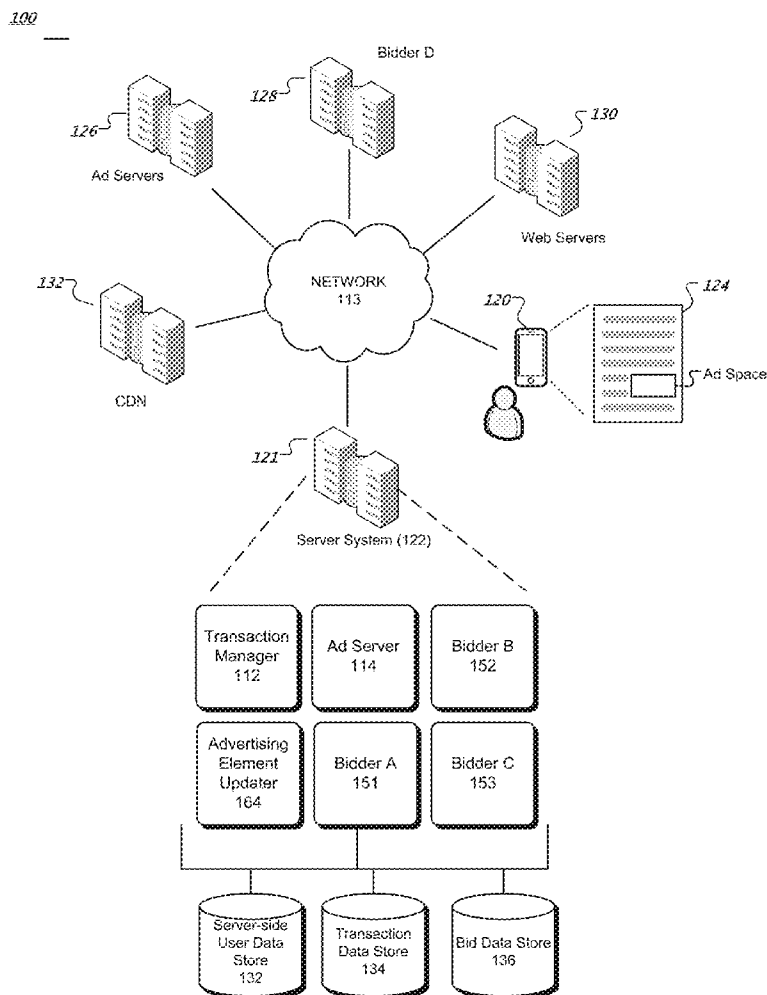 100
Bidder D
128
126
130
Ad Servers
Web Servers
NETWORK
113
132
120
124
Ad Space
CDN
121
Server System (122)
Transaction
Manager
112
Ad Server
114
Bidder B
152
Advertising
Element
Updater
164
Bidder A
151
Bidder C
153
Server-side
User Data
Store
132
Transaction
Data Store
134
Bid Data Store
136